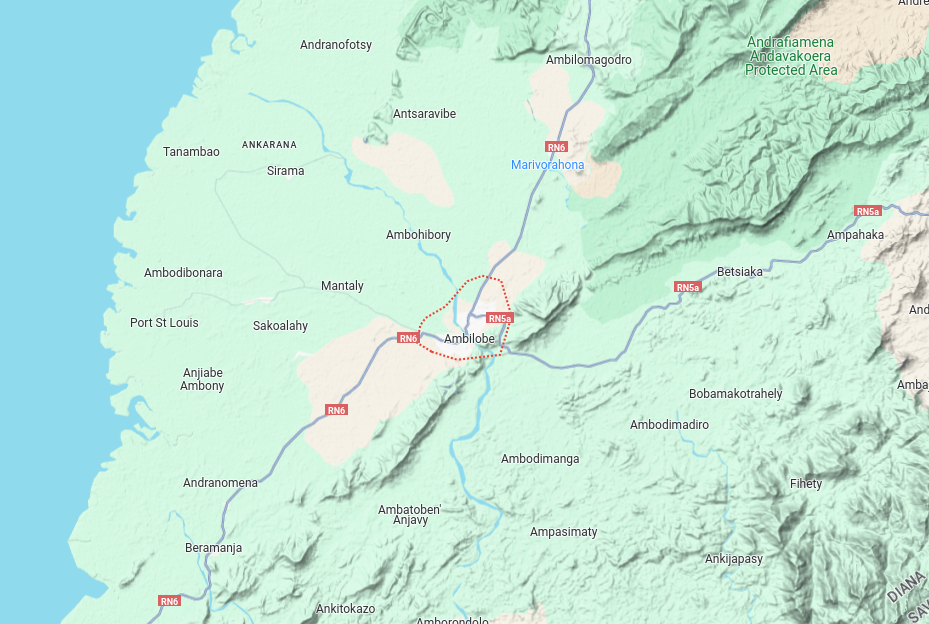 Andre
Andranofotsy
Andrafiamena
Andavakoera
Protected Area
Ambilomagodro
Antsaravibe
ANKARANA
RN6
Tanambao
Marivorahona
Sirama
RN5a
Ambohibory
Ampahaka
Ambodibonara
Betsiaka
Mantaly
RN5a
And
Port St Louis
Sakoalahy
RN5a
RN6
Ambilobe
Anjiabe
Ambony
Amba
Bobamakotrahely
RN6
Ambodimadiro
Ambodimanga
Andranomena
Fihety
Ambatoben'
Anjavy
Ampasimaty
Beramanja
Ankijapasy
DIANA
SAV
RN6
Ankitokazo
Amborondolo